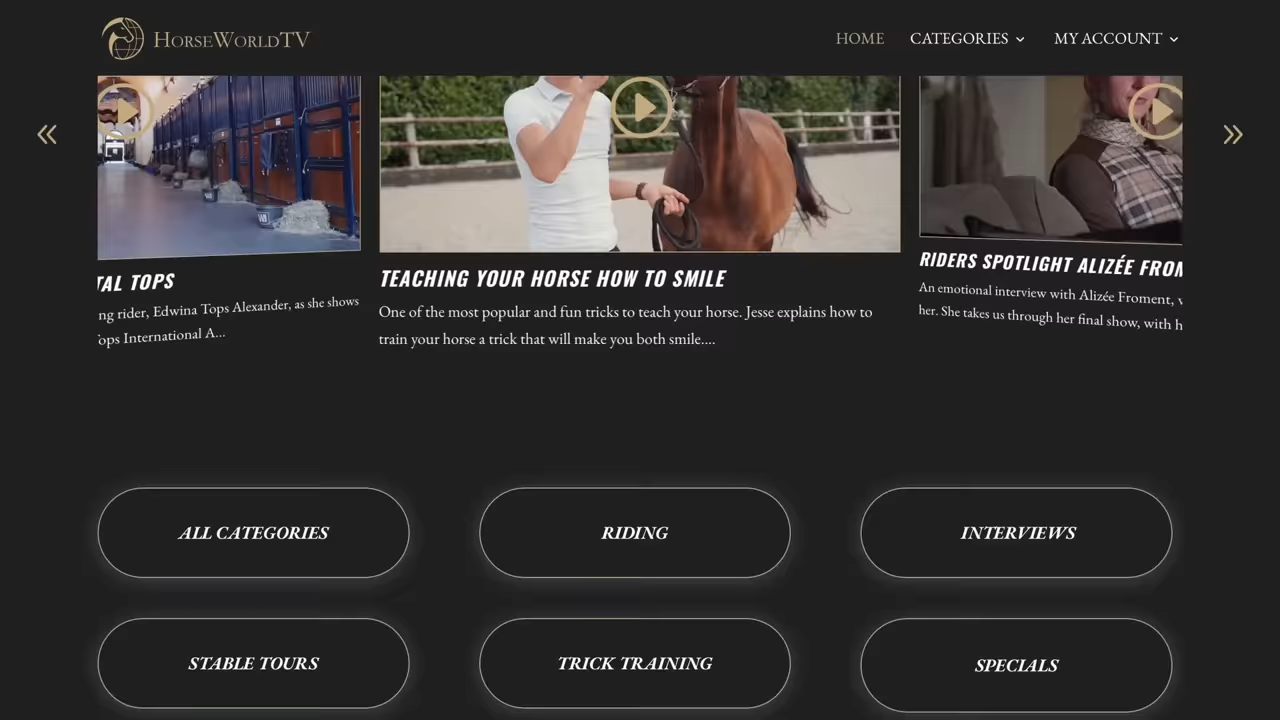 HORSEWORLDTV
HOME
CATEGORIES
MY ACCOUNT
TAL TOPS
ng rider, Edwina Tops Alexander, as she shows
Tops International A...
TEACHING YOUR HORSE HOW TO SMILE
One of the most popular and fun tricks to teach your horse. Jesse explains how to
train your horse a trick that will make you both smile....
RIDERS SPOTLIGHT ALIZÉE FROM
An emotional interview with Alizée Froment,
her. She takes us through her final show, with h
ALL CATEGORIES
RIDING
INTERVIEWS
STABLE TOURS
TRICK TRAINING
SPECIALS